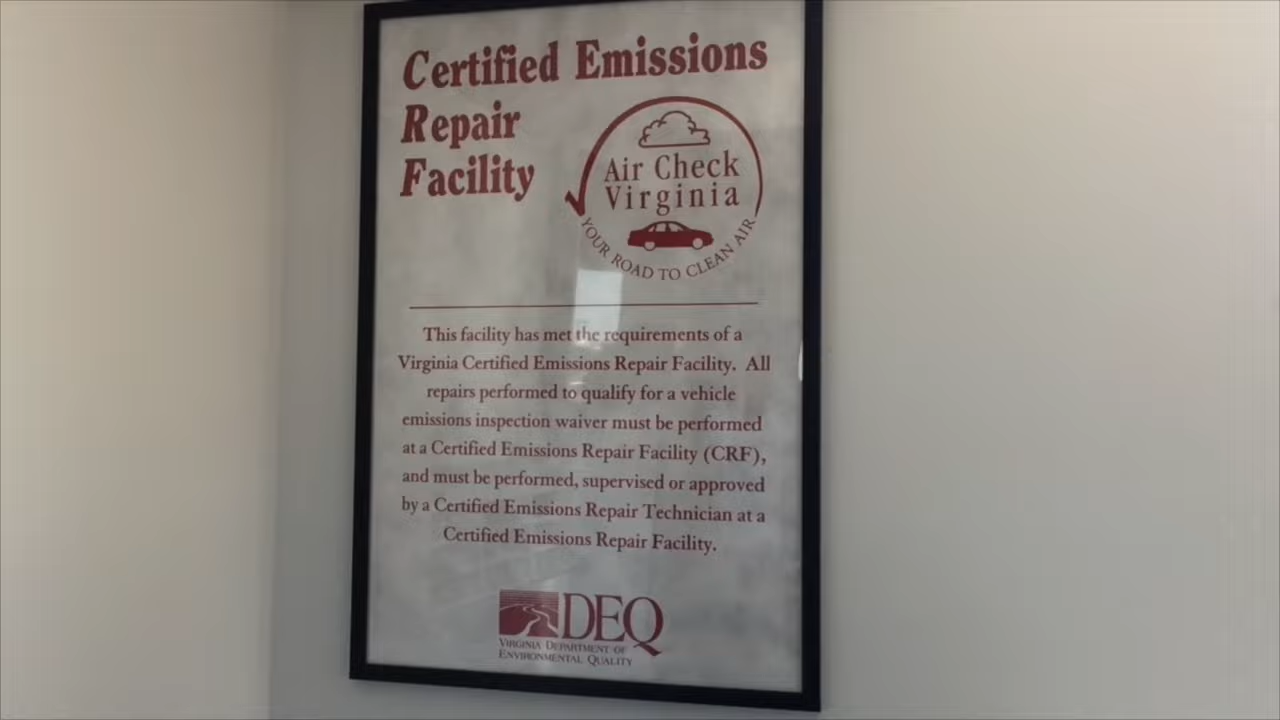 Certified Emissions
Repair
Facility
Air Check
Virginia
YOUR ROAD TO CLEAN AIR
This facility has met the requirements of a
Virginia Certified Emissions Repair Facility. All
repairs performed to qualify for a vehicle
emissions inspection waiver must be performed
at a Certified Emissions Repair Facility (CRF),
and must be performed, supervised or approved
by a Certified Emissions Repair Technician at a
Certified Emissions Repair Facility.
DEQ
VIRGINIA DEPARTMENT OF
ENVIRONMENTAL QUALITY